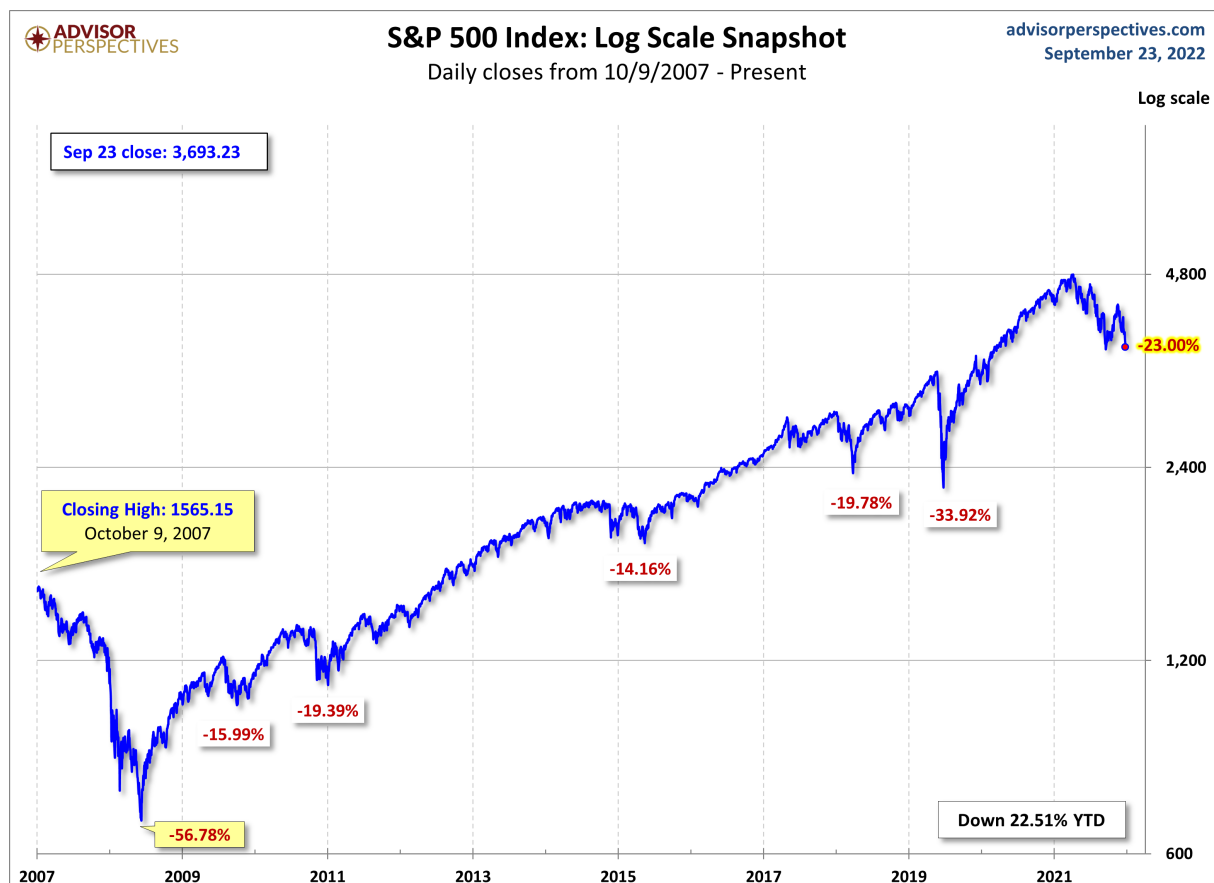 ADVISOR
PERSPECTIVES
S&P 500 Index: Log Scale Snapshot
Daily closes from 10/9/2007 - Present
advisorperspectives.com
September 23, 2022
Log scale
Sep 23 close: 3,693.23
4,800
-23.00%
2,400
-19.78%
-33.92%
Closing High: 1565.15
October 9, 2007
-14.16%
1,200
-19.39%
-15.99%
-56.78%
Down 22.51% YTD
600
2007 2009 2011 2013 2015 2017 2019 2021